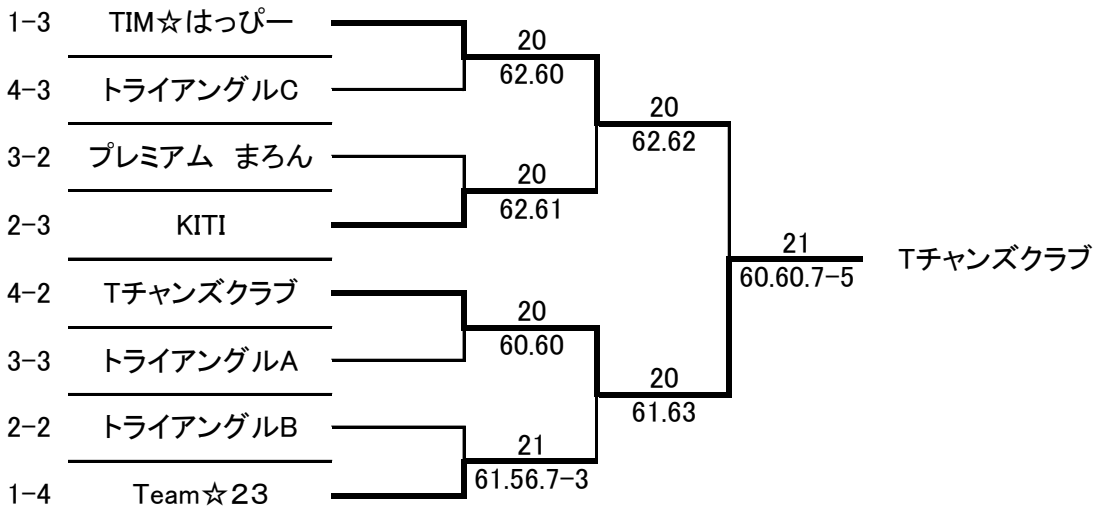 1-3 TIM☆はっぴー
20
62.60
4-3 トライアングルC
20
62.62
3-2 プレミアム まろん
20
62.61
2-3 KITI
21
60.60.7-5
Tチャンズクラブ
4-2 Tチャンズクラブ
20
60.60
3-3 トライアングルA
20
61.63
2-2 トライアングルB
21
61.56.7-3
1-4 Team☆23